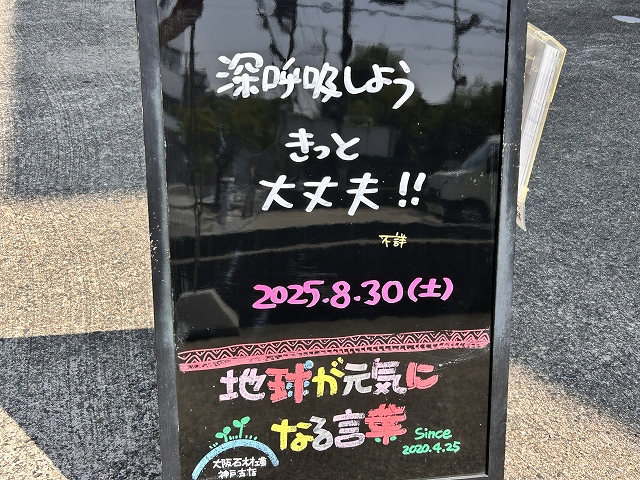 深呼吸しよう
きっと
大丈夫!!
不詳
2025.8.30(土)
地球が元気に
なる言葉
Since
2020.4.25
大阪石材工業
神戸支店